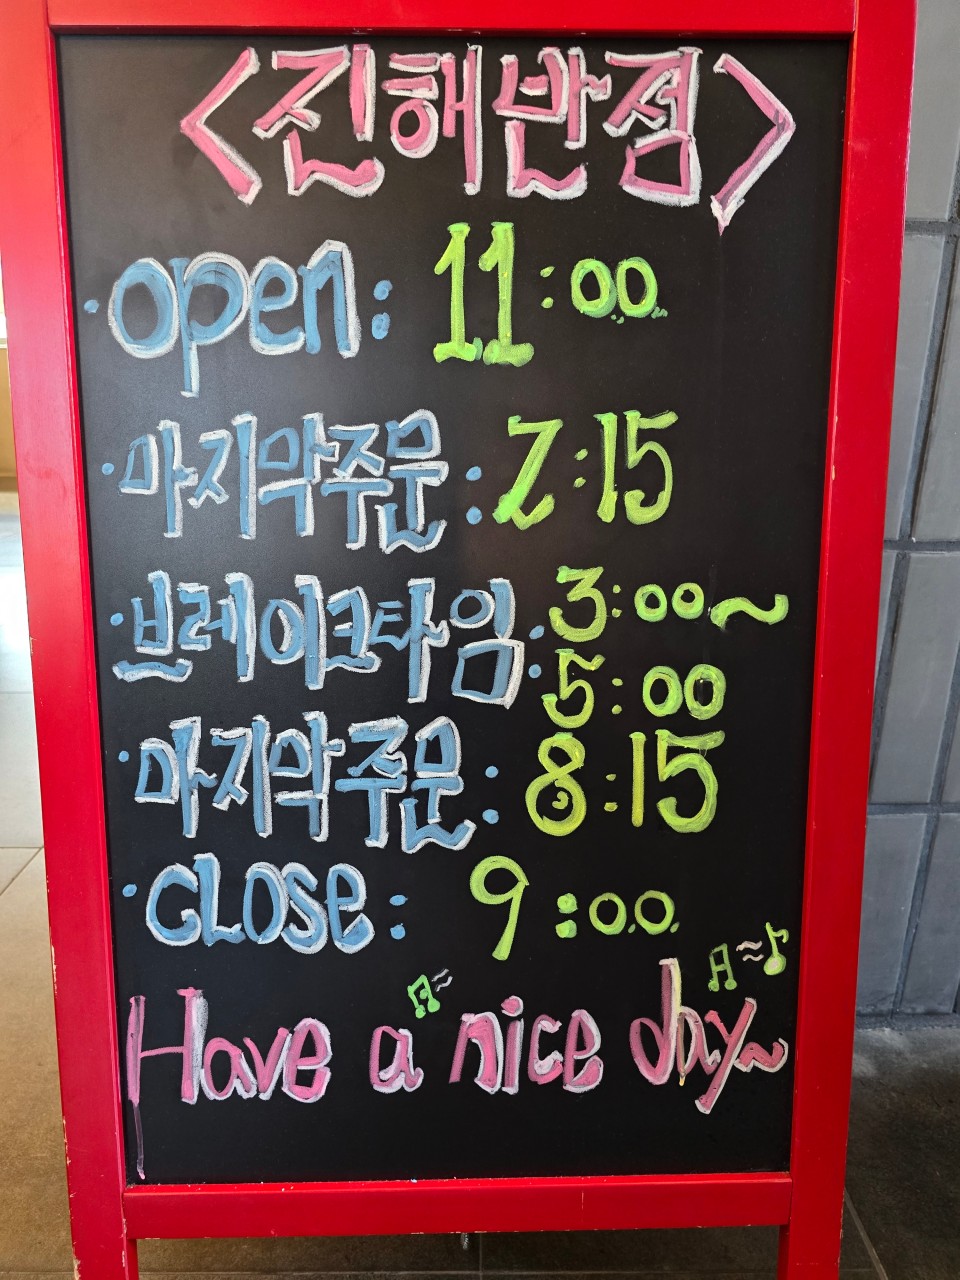 <진해반점>
· open : 11 : 00
· 마지막주문 : 2:15
· 브레이크타임 : 3:00~
5:00
· 마지막주문 : 8:15
· CLOSE : 9 : 00
Have a nice day~